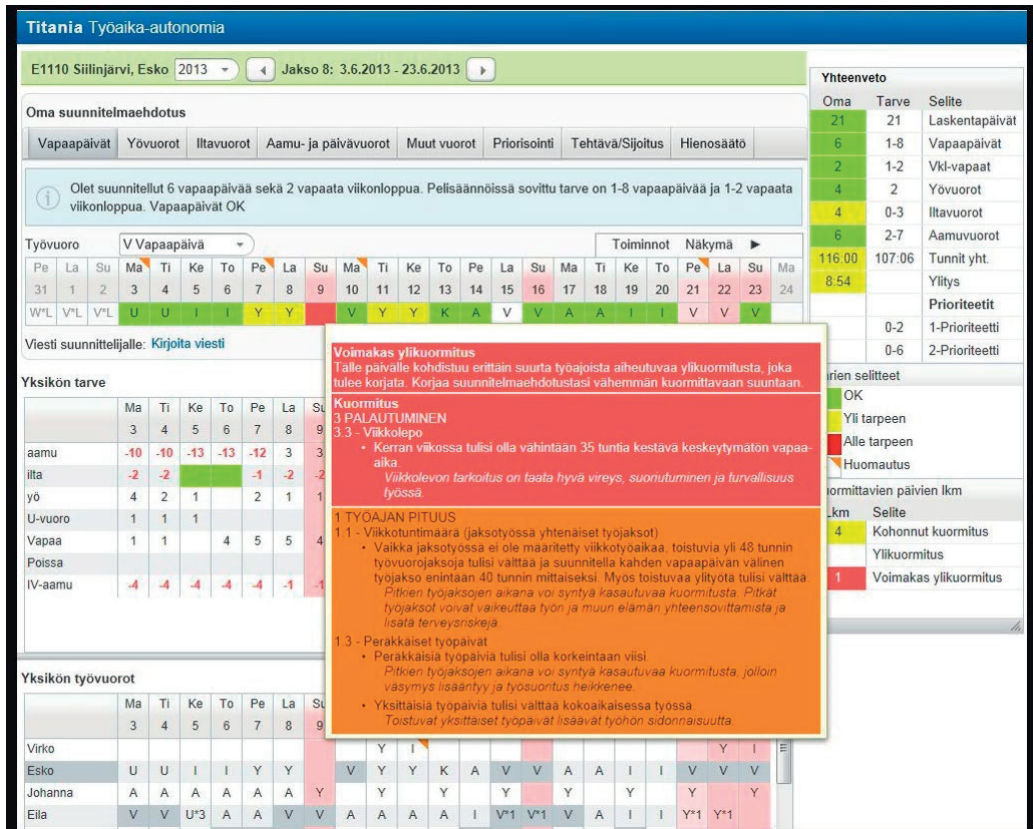 Titania Työaika-autonomia
E1110 Siilinjärvi, Esko 2013 Jakso 8: 3.6.2013 - 23.6.2013
Oma suunnitelmaehdotus
Vapaapäivät Yövuorot Iltavuorot Aamu- ja päivävuorot Muut vuorot Priorisointi Tehtävä/Sijoitus Hienosäätö
Olet suunnitellut 6 vapaapäivää sekä 2 vapaata viikonloppua. Pelisäännöissä sovittu tarve on 1-8 vapaapäivää ja 1-2 vapaata
viikonloppua. Vapaapäivät OK
Työvuoro V Vapaapäivä Toiminnot Näkymä
Pe La Su Ma Ti Ke To Pe La Su Ma Ti Ke To Pe La Su Ma Ti Ke To Pe La Su Ma
31 1 2 3 4 5 6 7 8 9 10 11 12 13 14 15 16 17 18 19 20 21 22 23 24
W*L V*L V*L U U I I Y Y V Y Y K A V V A A I I V V V
Viesti suunnittelijalle: Kirjoita viesti
Yksikön tarve
Ma Ti Ke To Pe La Su
3 4 5 6 7 8 9
aamu -10 -10 -13 -13 -12 3 3
ilta -2 -2 -1 -2 -2
yö 4 2 1 2 1 1
U-vuoro 1 1 1
Vapaa 1 1 4 5 5 4
Poissa
IV-aamu -4 -4 -4 -4 -4 -1 -1
Voimakas ylikuormitus
Tälle päivälle kohdistuu erittäin suurta työajoista aiheutuvaa ylikuormitusta, joka
tulee korjata. Korjaa suunnitelmaehdotustasi vähemmän kuormittavaan suuntaan.
Kuormitus
3 PALAUTUMINEN
3.3 - Viikkolepo
• Kerran viikossa tulisi olla vähintään 35 tuntia kestävä keskeytymätön vapaa-
aika.
Viikkolevon tarkoitus on taata hyvä vireys, suoriutuminen ja turvallisuus
työssä.
1 TYÖAJAN PITUUS
1.1 - Viikkotuntimäärä (jaksotyössä yhtenäiset työjaksot)
• Vaikka jaksotyössä ei ole määritetty viikkotyöaikaa, toistuvia yli 48 tunnin
työvuorojaksoja tulisi välttää ja suunnitella kahden vapaapäivän välinen
työjakso enintään 40 tunnin mittaiseksi. Myös toistuvaa ylityötä tulisi välttää.
Pitkien työjaksojen aikana voi syntyä kasautuvaa kuormitusta. Pitkät
työjaksot voivat vaikeuttaa työn ja muun elämän yhteensovittamista ja
lisätä terveysriskejä.
1.3 - Peräkkäiset työpäivät
• Peräkkäisiä työpäiviä tulisi olla korkeintaan viisi.
Pitkien työjaksojen aikana voi syntyä kasautuvaa kuormitusta, jolloin
väsymys lisääntyy ja työsuoritus heikkenee.
• Yksittäisiä työpäiviä tulisi välttää kokoaikaisessa työssä.
Toistuvat yksittäiset työpäivät lisäävät työhön sidonnaisuutta.
Yksikön työvuorot
Ma Ti Ke To Pe La Su
3 4 5 6 7 8 9
Virko Y I Y I
Esko U U I I Y Y V Y Y K A V V A A I I V V V
Johanna A A A A A A Y Y Y Y Y Y Y Y
Eila V V U*3 A A V V A A A A I V*1 V*1 V A I I Y*1 Y*1
Yhteenveto
Oma Tarve Selite
21 21 Laskentapäivät
6 1-8 Vapaapäivät
2 1-2 Vkl-vapaat
4 2 Yövuorot
4 0-3 Iltavuorot
6 2-7 Aamuvuorot
116:00 107:06 Tunnit yht.
8:54 Ylitys
Prioriteetit
0-2 1-Prioriteetti
0-6 2-Prioriteetti
rien selitteet
OK
Yli tarpeen
Alle tarpeen
Huomautus
uormittavien päivien lkm
Lkm Selite
4 Kohonnut kuormitus
Ylikuormitus
1 Voimakas ylikuormitus